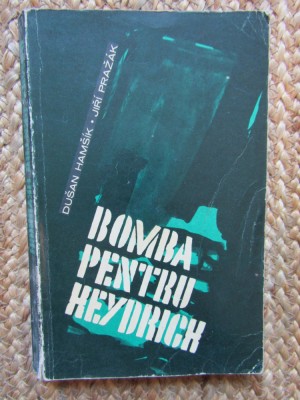 DUŠAN HAMŠÍK • JIŘÍ PRAŽÁK
BOMBA
PENTRU
HEYDRICH